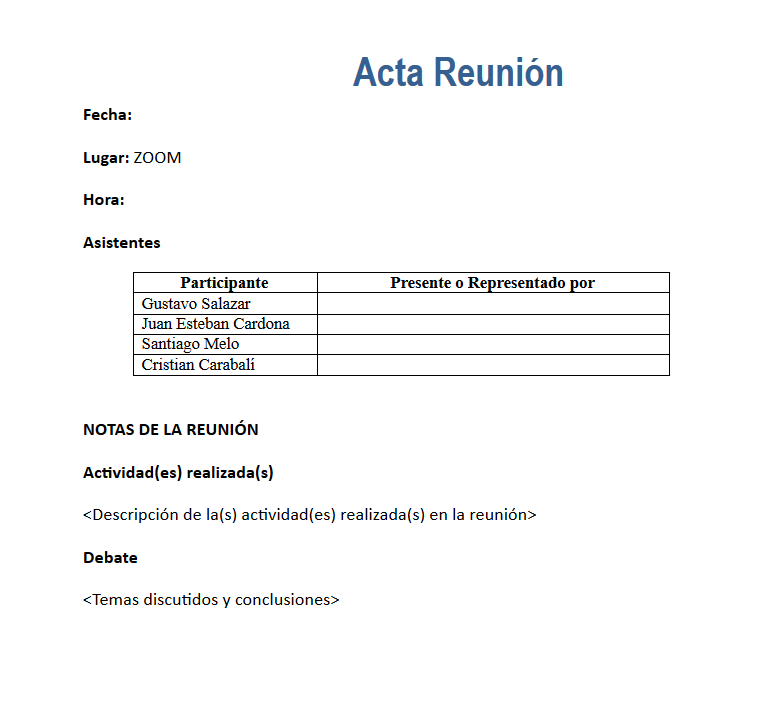 Acta Reunión
Fecha:
Lugar: ZOOM
Hora:
Asistentes
Participante Presente o Representado por
Gustavo Salazar
Juan Esteban Cardona
Santiago Melo
Cristian Carabalí
NOTAS DE LA REUNIÓN
Actividad(es) realizada(s)
<Descripción de la(s) actividad(es) realizada(s) en la reunión>
Debate
<Temas discutidos y conclusiones>